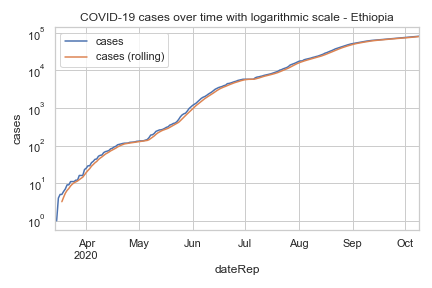 COVID-19 cases over time with logarithmic scale - Ethiopia
cases
cases (rolling)
10⁵
10⁴
10³
10²
10¹
10⁰
cases
Apr
2020
May
Jun
Jul
Aug
Sep
Oct
dateRep